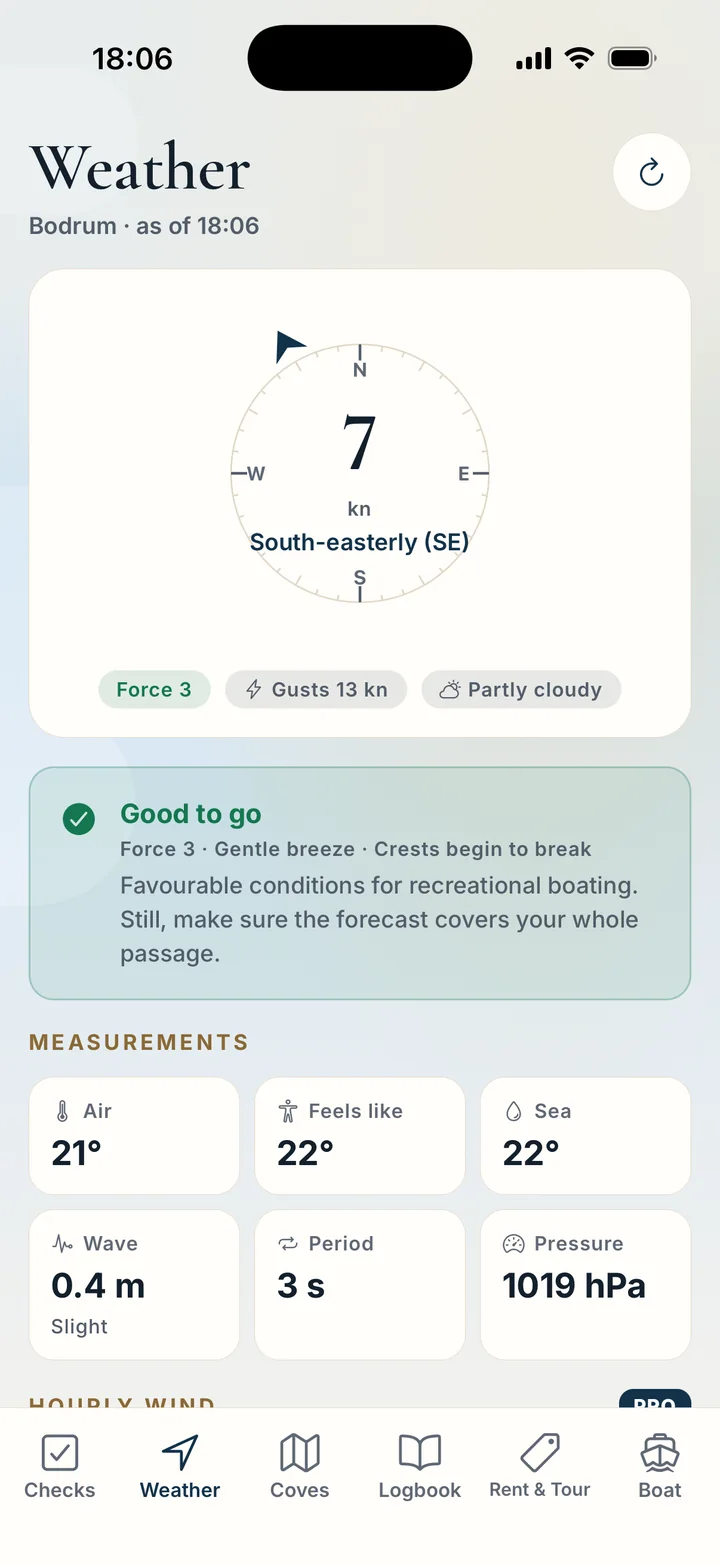 18:06
Weather
Bodrum · as of 18:06
N
7
W
E
kn
South-easterly (SE)
S
Force 3
Gusts 13 kn
Partly cloudy
Good to go
Force 3 · Gentle breeze · Crests begin to break
Favourable conditions for recreational boating.
Still, make sure the forecast covers your whole
passage.
MEASUREMENTS
Air
Feels like
Sea
21°
22°
22°
Wave
Period
Pressure
0.4 m
3 s
1019 hPa
Slight
HOURLY WIND
PRO
Checks
Weather
Coves
Logbook
Rent & Tour
Boat